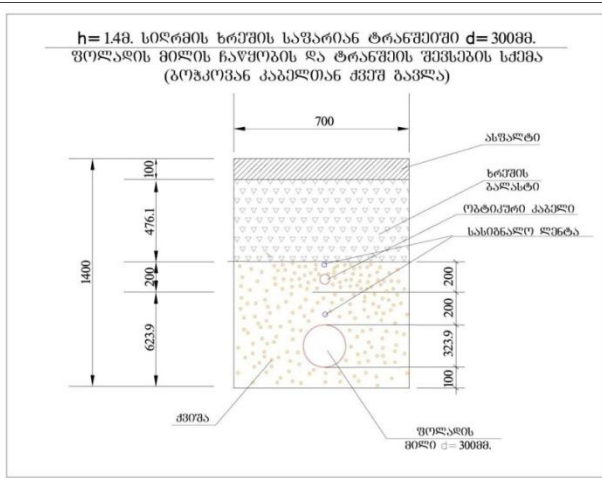 h= 1.4მ. სიღრმის ხრეშის საფარიან ტრანშეიში d= 300მმ.
ფოლადის მილის ჩაწყობის და ტრანშეის შევსების სქემა
(ბოჭკოვან კაბელთან ქვეშ გავლა)
700
ასფალტი
100
ხრეშის
ბალასტი
ოპტიკური კაბელი
სასიგნალო ლენტა
476.1
1400
200
200
200
623.9
323.9
100
ქვიშა
ფოლადის
მილი d= 300მმ.